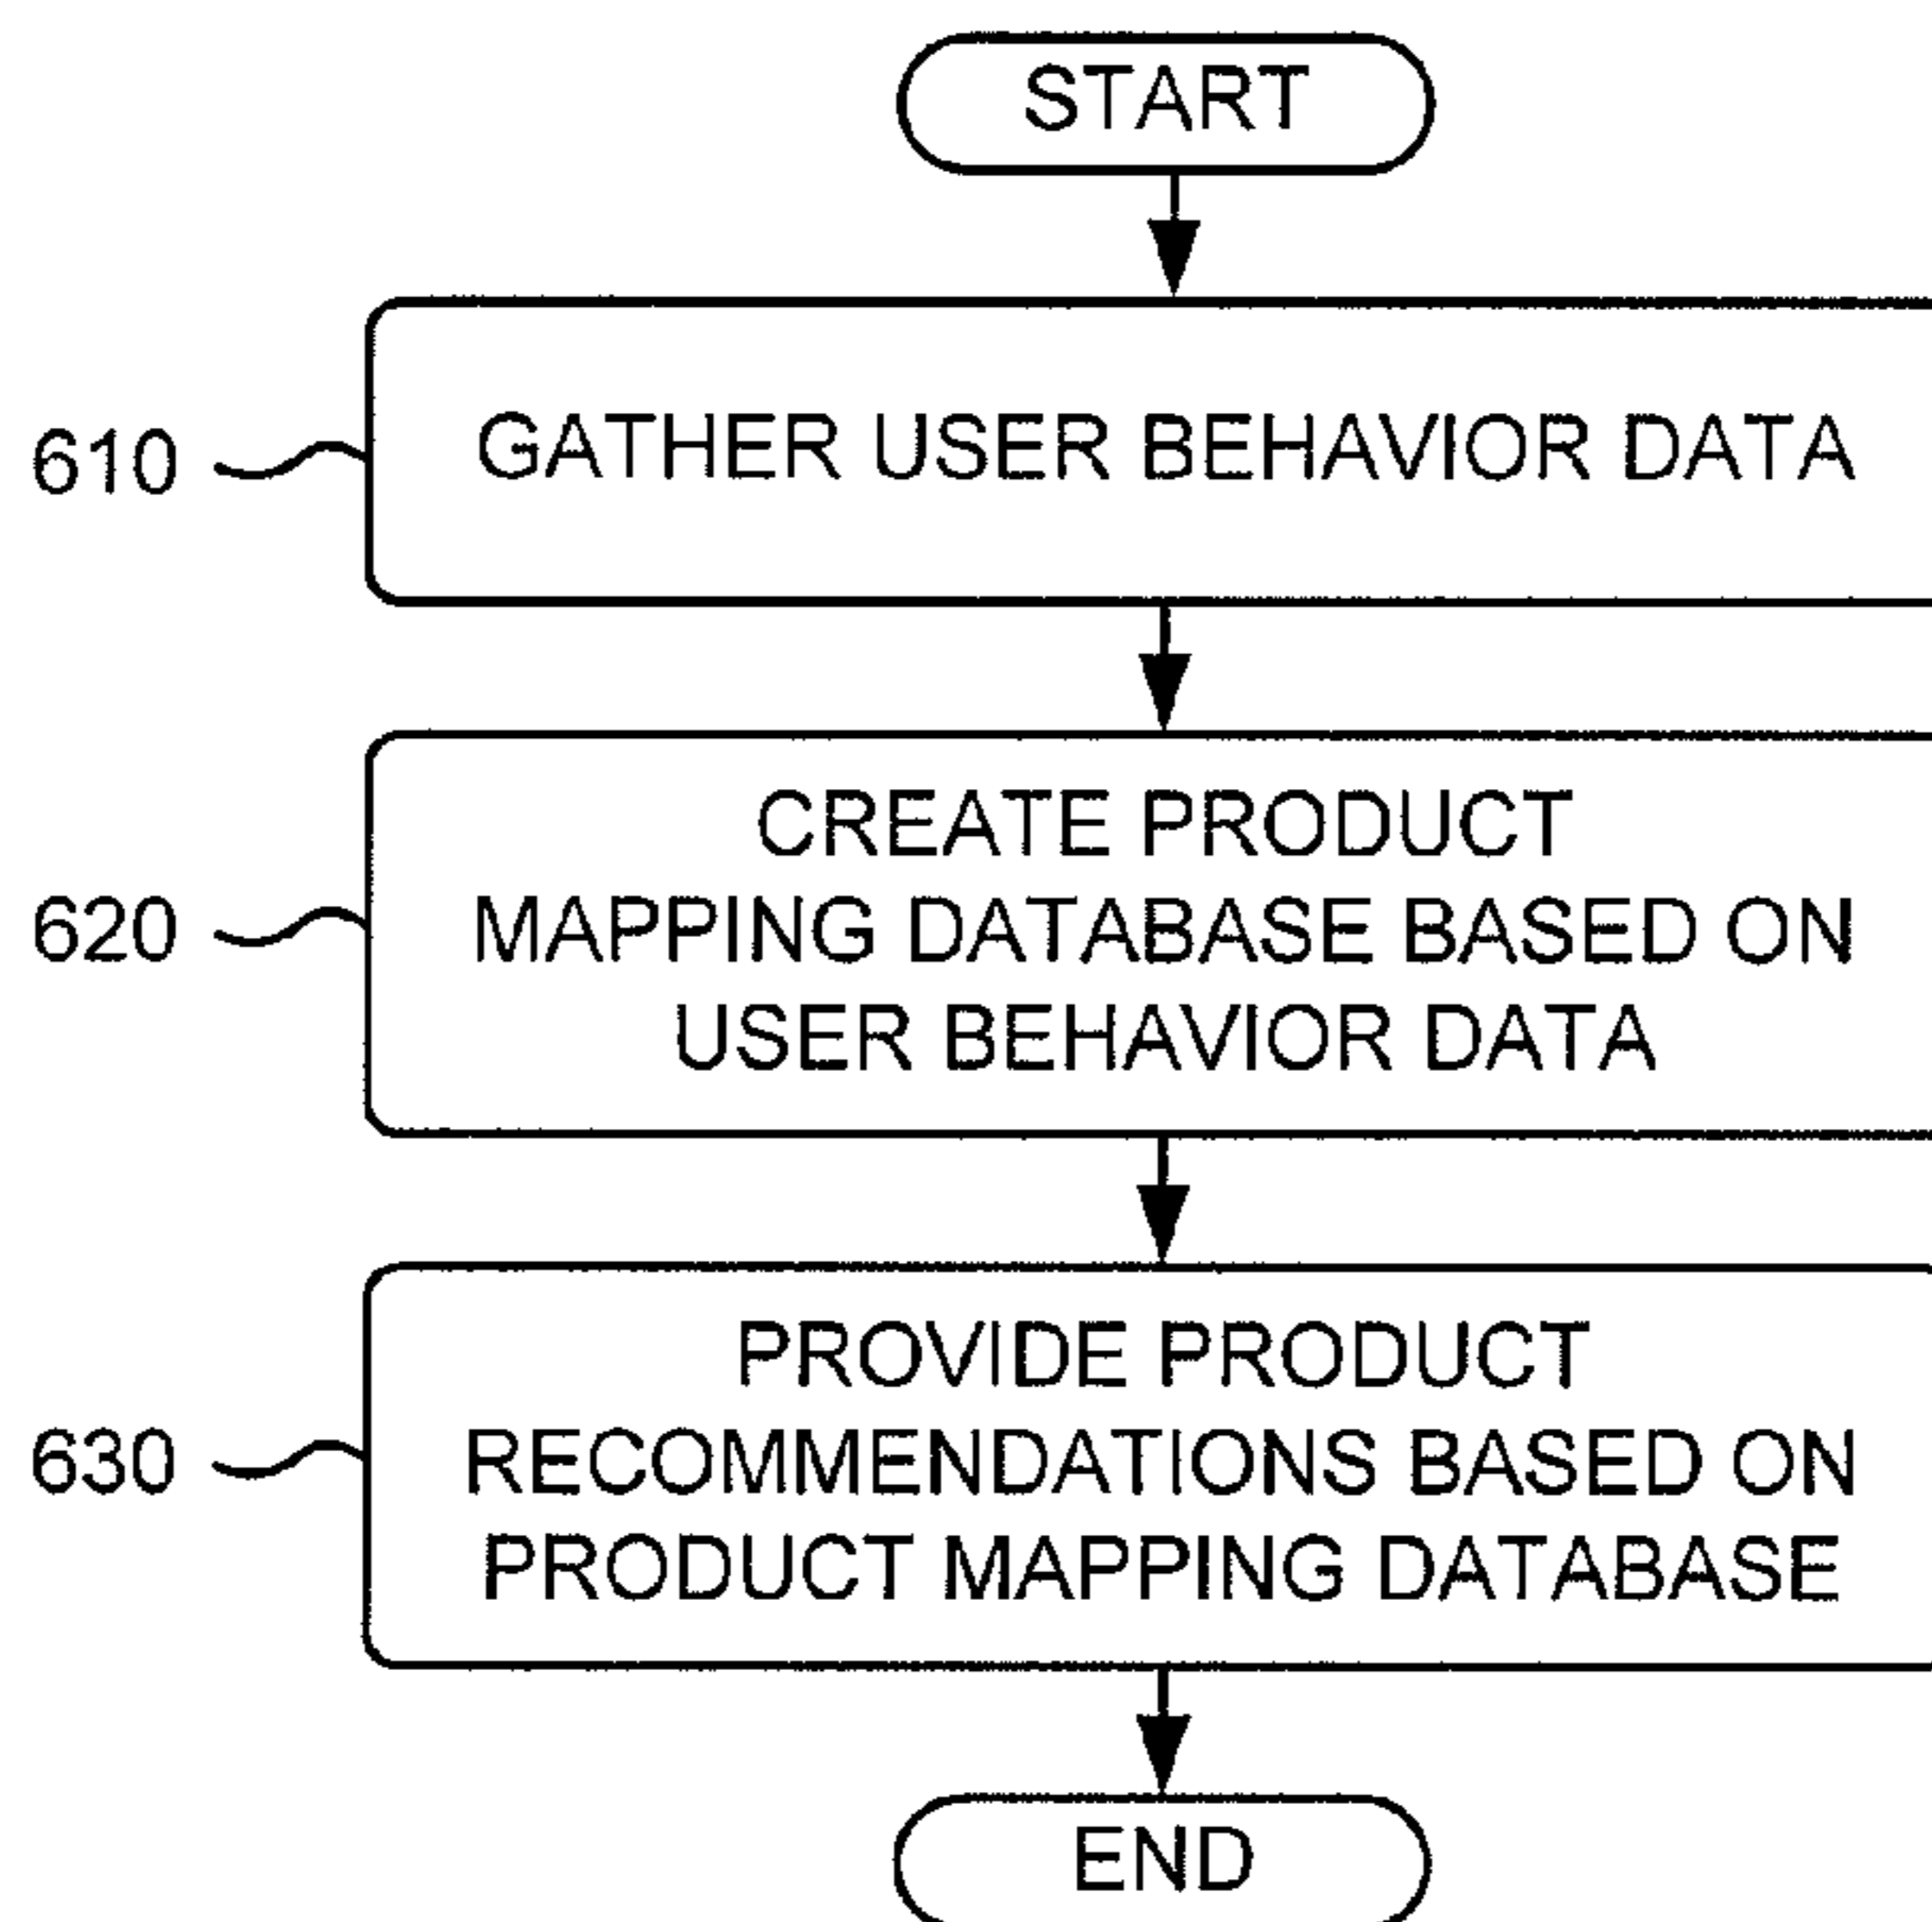 START
610
GATHER USER BEHAVIOR DATA
620
CREATE PRODUCT
MAPPING DATABASE BASED ON
USER BEHAVIOR DATA
630
PROVIDE PRODUCT
RECOMMENDATIONS BASED ON
PRODUCT MAPPING DATABASE
END